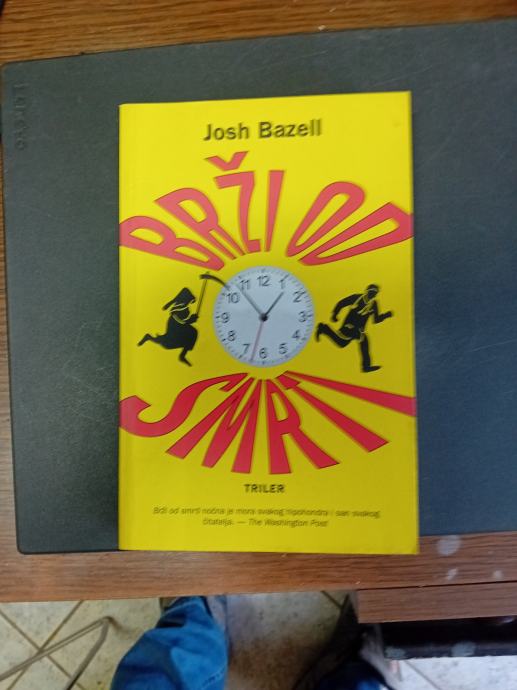 Josh Bazell
BRŽI OD
12
1
2
3
4
5
6
7
8
9
10
11
SMRTI
TRILER
Brži od smrti noćna je mora svakog hipohondra i san svakog
čitatelja. — The Washington Post